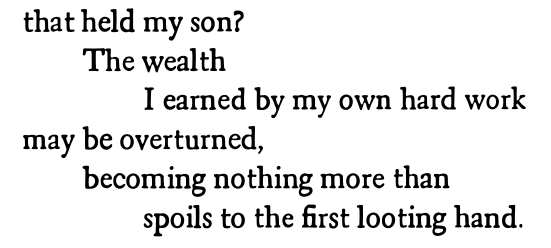 that held my son?
The wealth
I earned by my own hard work
may be overturned,
becoming nothing more than
spoils to the first looting hand.